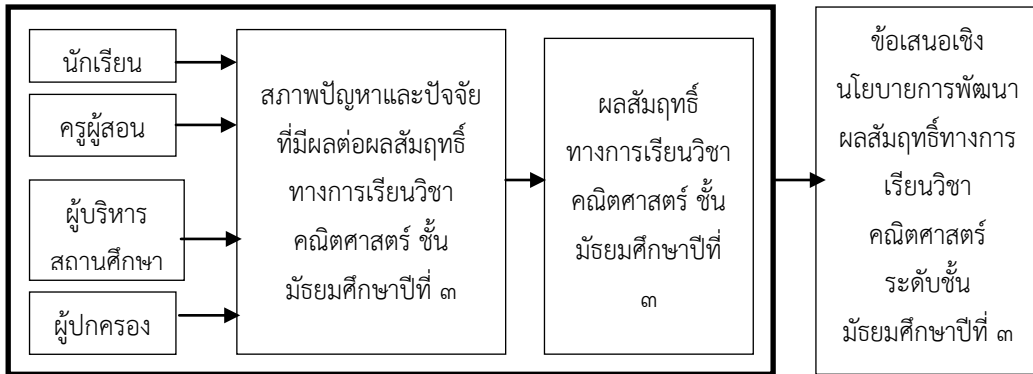 นักเรียน
ครูผู้สอน
ผู้บริหาร
สถานศึกษา
ผู้ปกครอง
สภาพปัญหาและปัจจัย
ที่มีผลต่อผลสัมฤทธิ์
ทางการเรียนวิชา
คณิตศาสตร์ ชั้น
มัธยมศึกษาปีที่ ๓
ผลสัมฤทธิ์
ทางการเรียนวิชา
คณิตศาสตร์ ชั้น
มัธยมศึกษาปีที่
๓
ข้อเสนอเชิง
นโยบายการพัฒนา
ผลสัมฤทธิ์ทางการ
เรียนวิชา
คณิตศาสตร์
ระดับชั้น
มัธยมศึกษาปีที่ ๓